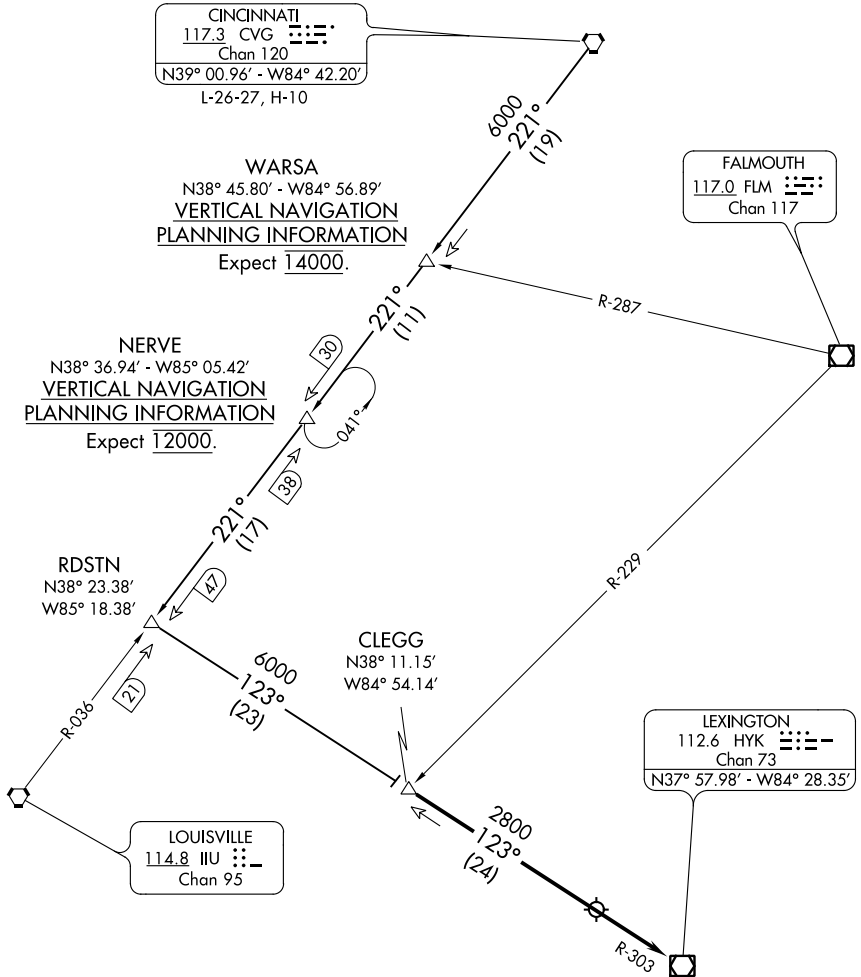 CINCINNATI
117.3 CVG
Chan 120
N39° 00.96' - W84° 42.20'
L-26-27, H-10
6000
221°
(19)
WARSA
N38° 45.80' - W84° 56.89'
VERTICAL NAVIGATION
PLANNING INFORMATION
Expect 14000.
FALMOUTH
117.0 FLM
Chan 117
R-287
221°
(11)
NERVE
N38° 36.94' - W85° 05.42'
VERTICAL NAVIGATION
PLANNING INFORMATION
Expect 12000.
30
041°
38
221°
(17)
RDSTN
N38° 23.38'
W85° 18.38'
47
R-229
CLEGG
N38° 11.15'
W84° 54.14'
6000
123°
(23)
21
R-036
LEXINGTON
112.6 HYK
Chan 73
N37° 57.98' - W84° 28.35'
LOUISVILLE
114.8 IIU
Chan 95
2800
123°
(24)
R-303